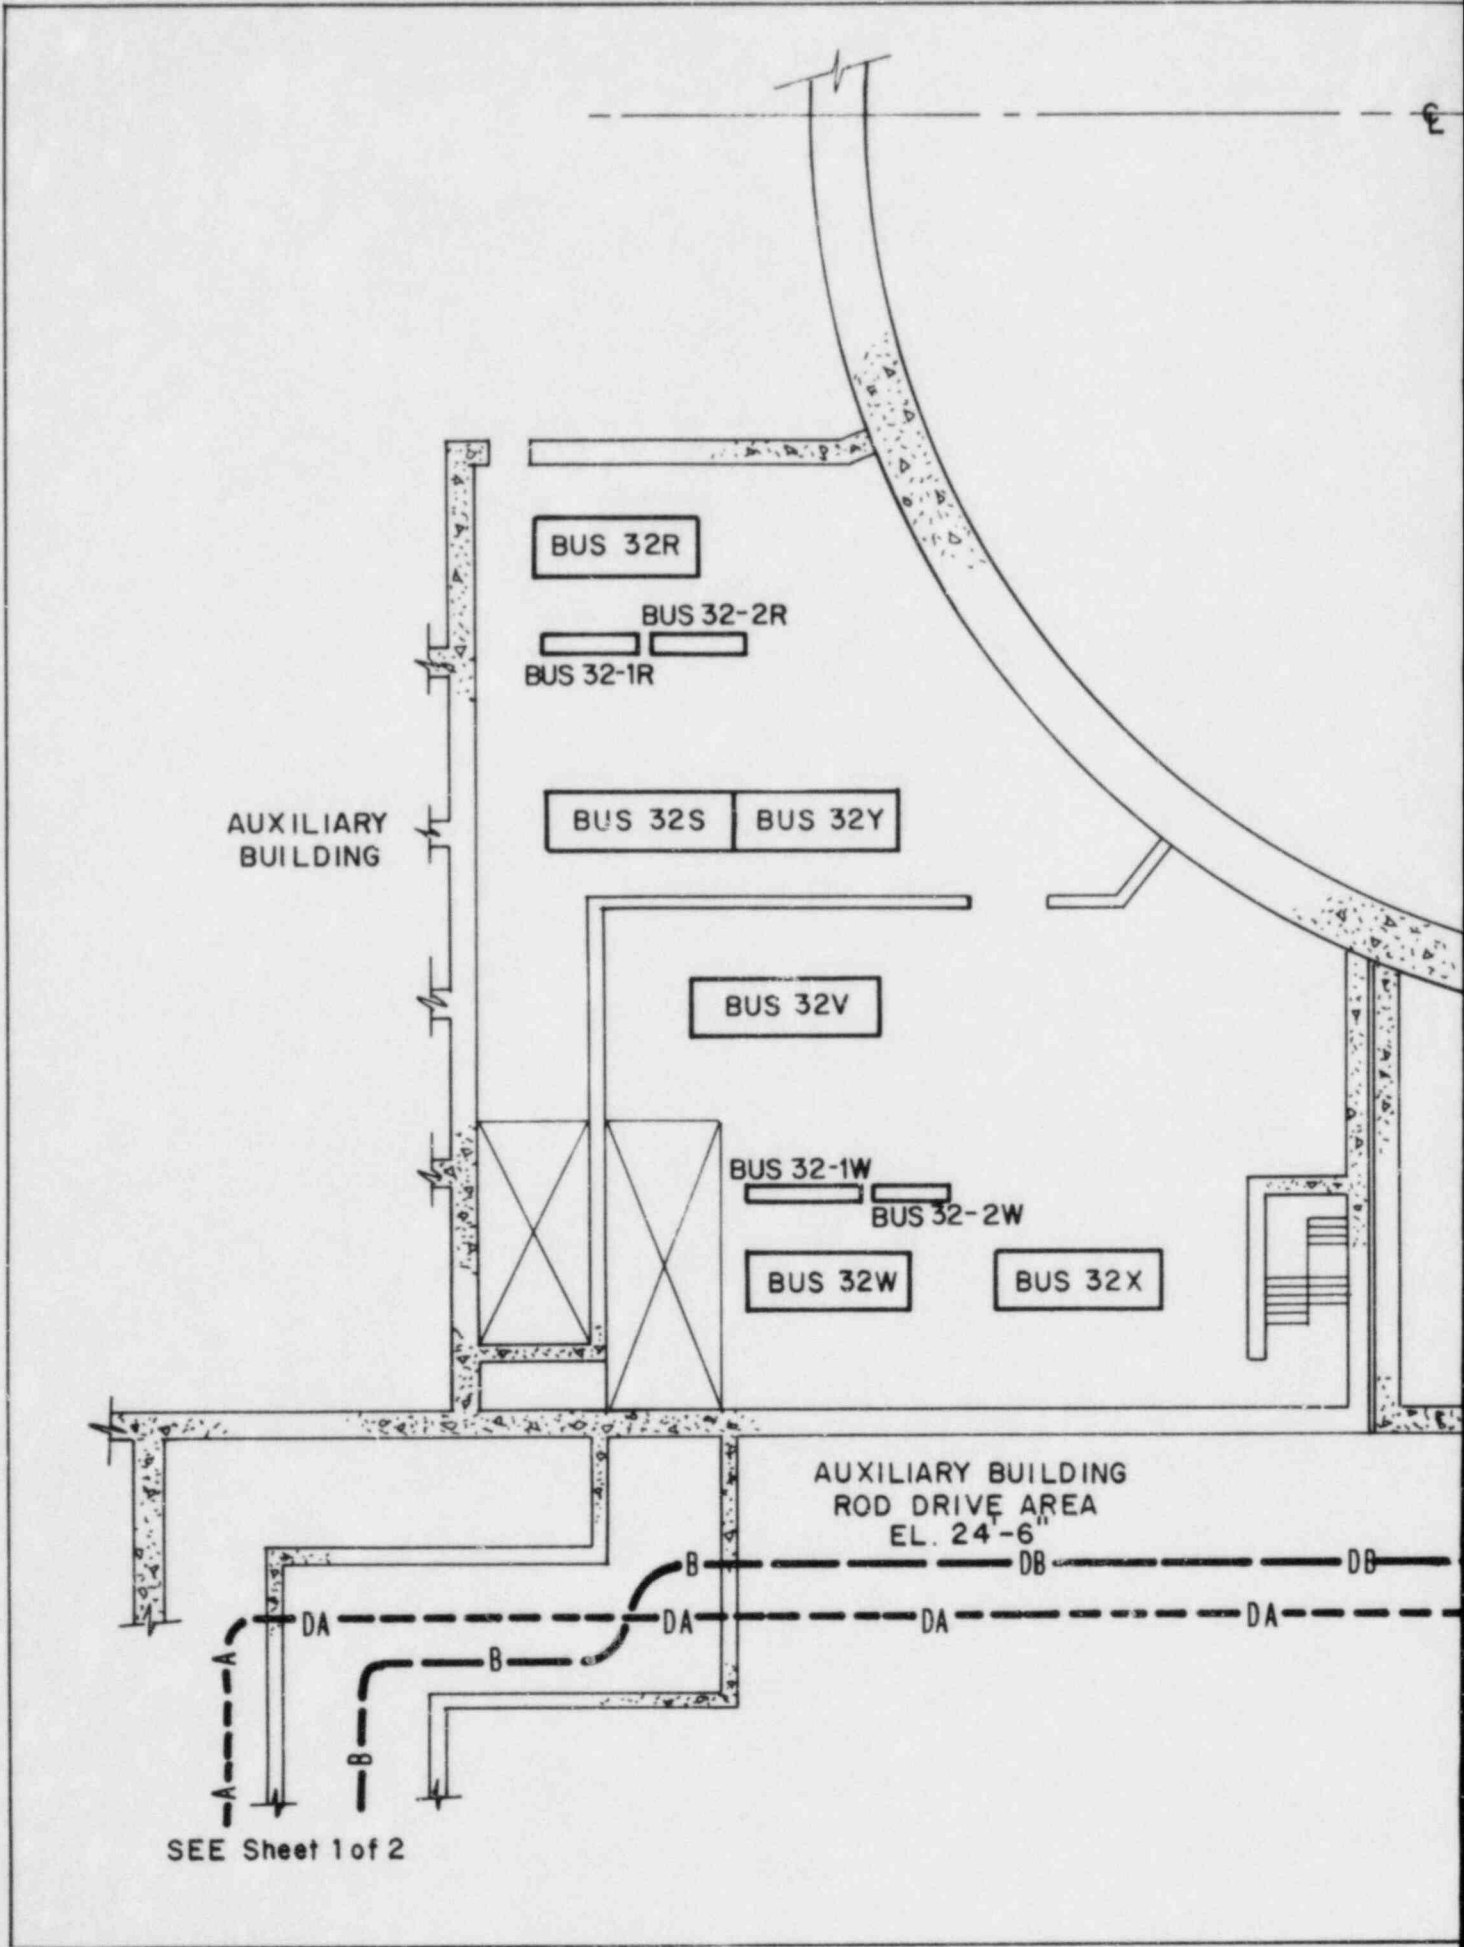 ℄
BUS 32R
BUS 32-2R
BUS 32-1R
AUXILIARY
BUILDING
BUS 32S
BUS 32Y
BUS 32V
BUS 32-1W
BUS 32-2W
BUS 32W
BUS 32X
AUXILIARY BUILDING
ROD DRIVE AREA
EL. 24'-6"
B
DB
DB
DA
DA
DA
DA
A
B
B
A
SEE Sheet 1 of 2